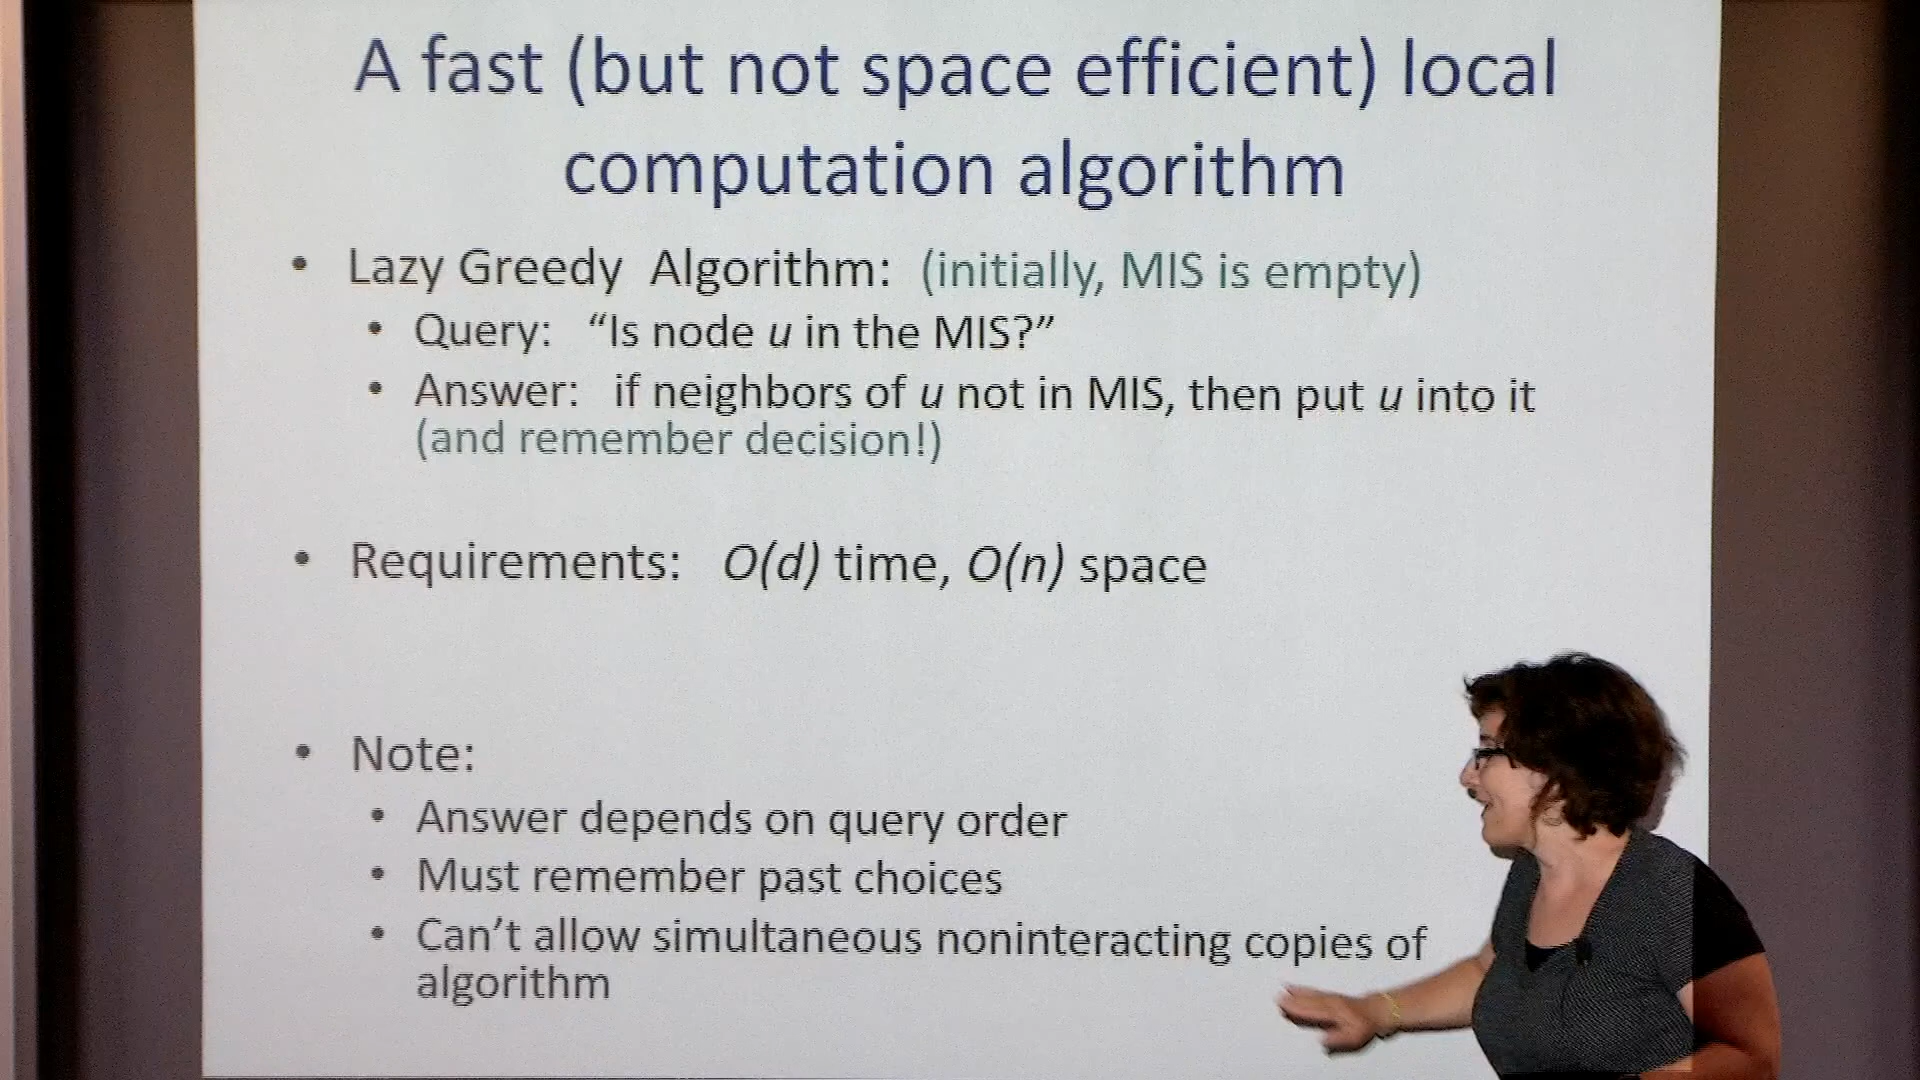 A fast (but not space efficient) local
computation algorithm
• Lazy Greedy Algorithm: (initially, MIS is empty)
• Query: “Is node u in the MIS?”
• Answer: if neighbors of u not in MIS, then put u into it
(and remember decision!)
• Requirements: O(d) time, O(n) space
• Note:
• Answer depends on query order
• Must remember past choices
• Can’t allow simultaneous noninteracting copies of
algorithm